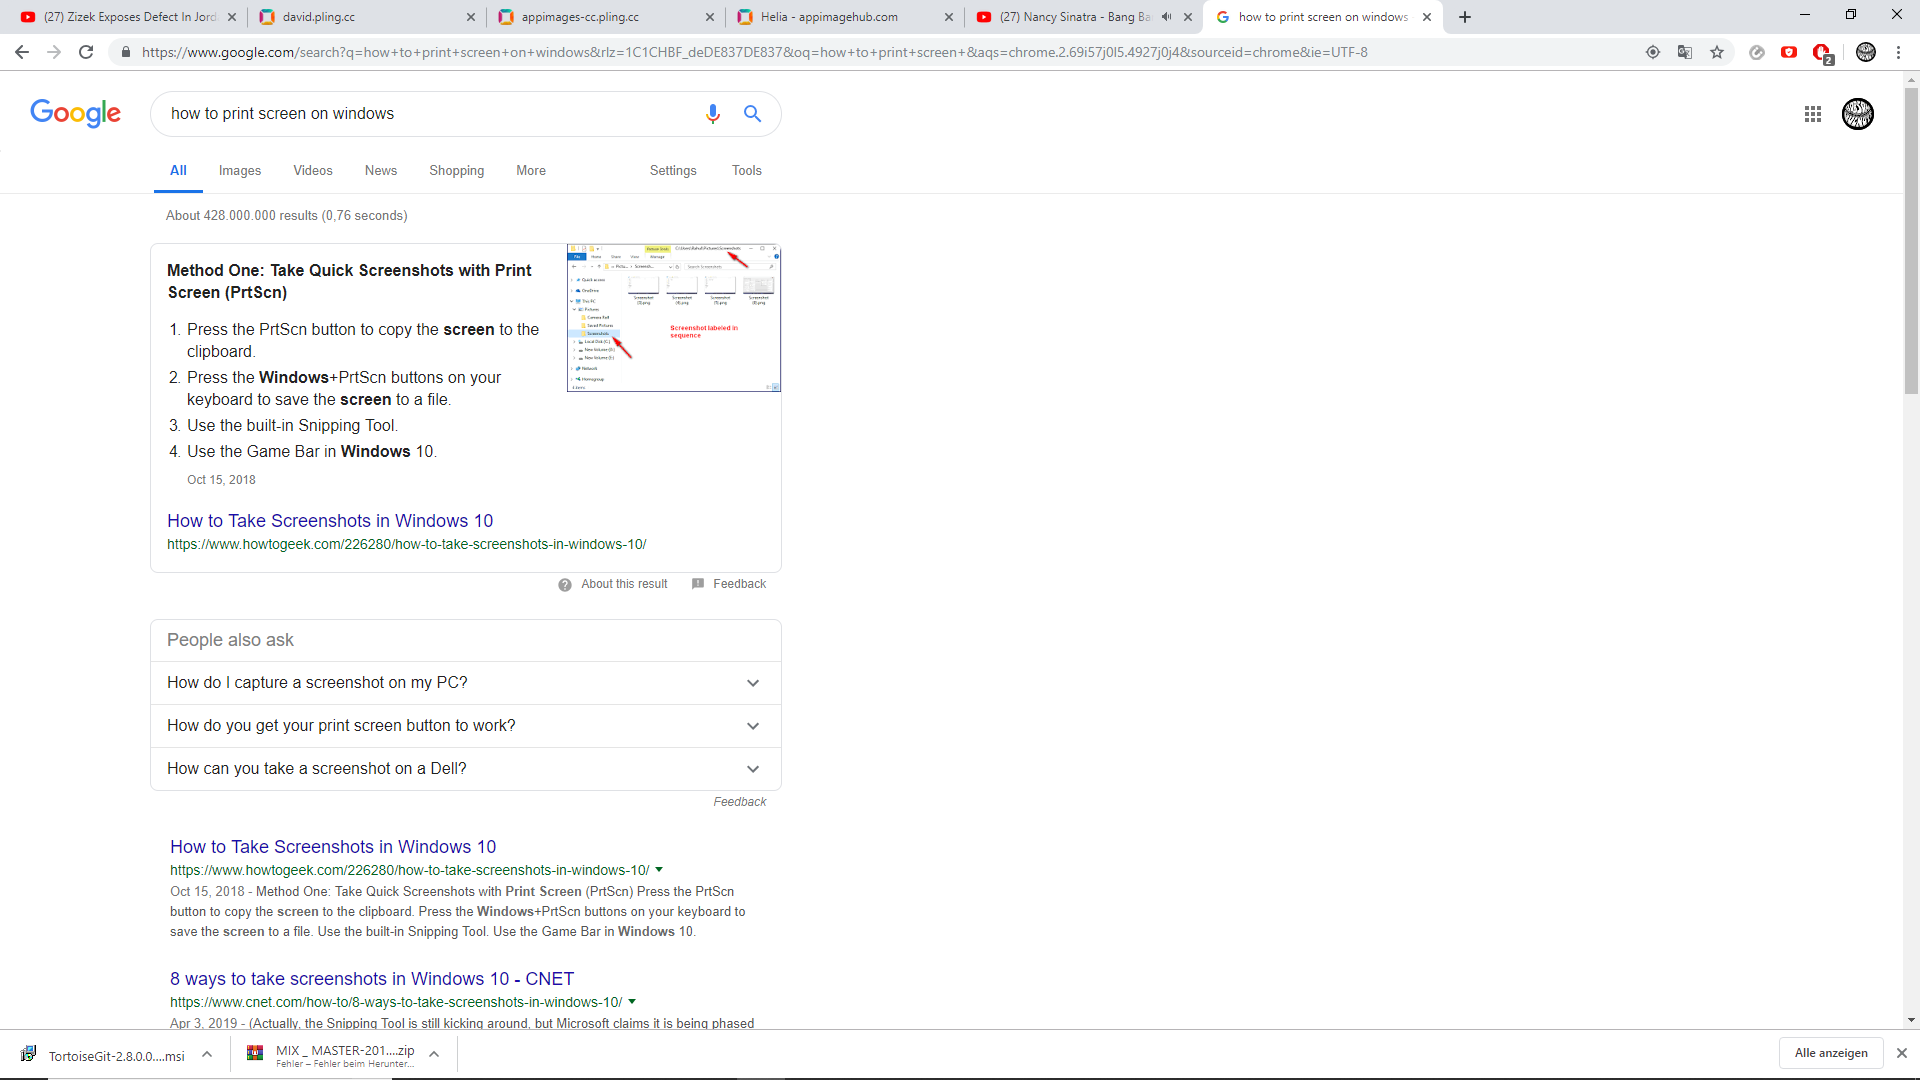 (27) Zizek Exposes Defect In Jord
david.pling.cc
appimages-cc.pling.cc
Helia - appimagehub.com
(27) Nancy Sinatra - Bang Ba
how to print screen on windows
https://www.google.com/search?q=how+to+print+screen+on+windows&rlz=1C1CHBF_deDE837DE837&oq=how+to+print+screen+&aqs=chrome.2.69i57j0l5.4927j0j4&sourceid=chrome&ie=UTF-8
2
Google
how to print screen on windows
All
Images
Videos
News
Shopping
More
Settings
Tools
About 428.000.000 results (0,76 seconds)
Method One: Take Quick Screenshots with Print
Screen (PrtScn)
1. Press the PrtScn button to copy the screen to the
clipboard.
2. Press the Windows+PrtScn buttons on your
keyboard to save the screen to a file.
3. Use the built-in Snipping Tool.
4. Use the Game Bar in Windows 10.
Oct 15, 2018
Screenshot labeled in
sequence
How to Take Screenshots in Windows 10
https://www.howtogeek.com/226280/how-to-take-screenshots-in-windows-10/
About this result
Feedback
People also ask
How do I capture a screenshot on my PC?
How do you get your print screen button to work?
How can you take a screenshot on a Dell?
Feedback
How to Take Screenshots in Windows 10
https://www.howtogeek.com/226280/how-to-take-screenshots-in-windows-10/
Oct 15, 2018 - Method One: Take Quick Screenshots with Print Screen (PrtScn) Press the PrtScn
button to copy the screen to the clipboard. Press the Windows+PrtScn buttons on your keyboard to
save the screen to a file. Use the built-in Snipping Tool. Use the Game Bar in Windows 10.
8 ways to take screenshots in Windows 10 - CNET
https://www.cnet.com/how-to/8-ways-to-take-screenshots-in-windows-10/
Apr 3, 2019 - (Actually, the Snipping Tool is still kicking around, but Microsoft claims it is being phased
TortoiseGit-2.8.0.0....msi
MIX _ MASTER-201....zip
Fehler – Fehler beim Herunter...
Alle anzeigen